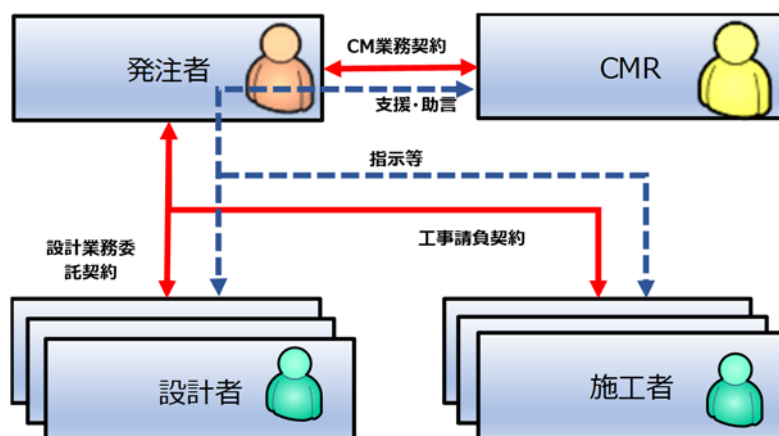 発注者
CM業務契約
CMR
支援・助言
指示等
設計業務委
託契約
工事請負契約
設計者
施工者